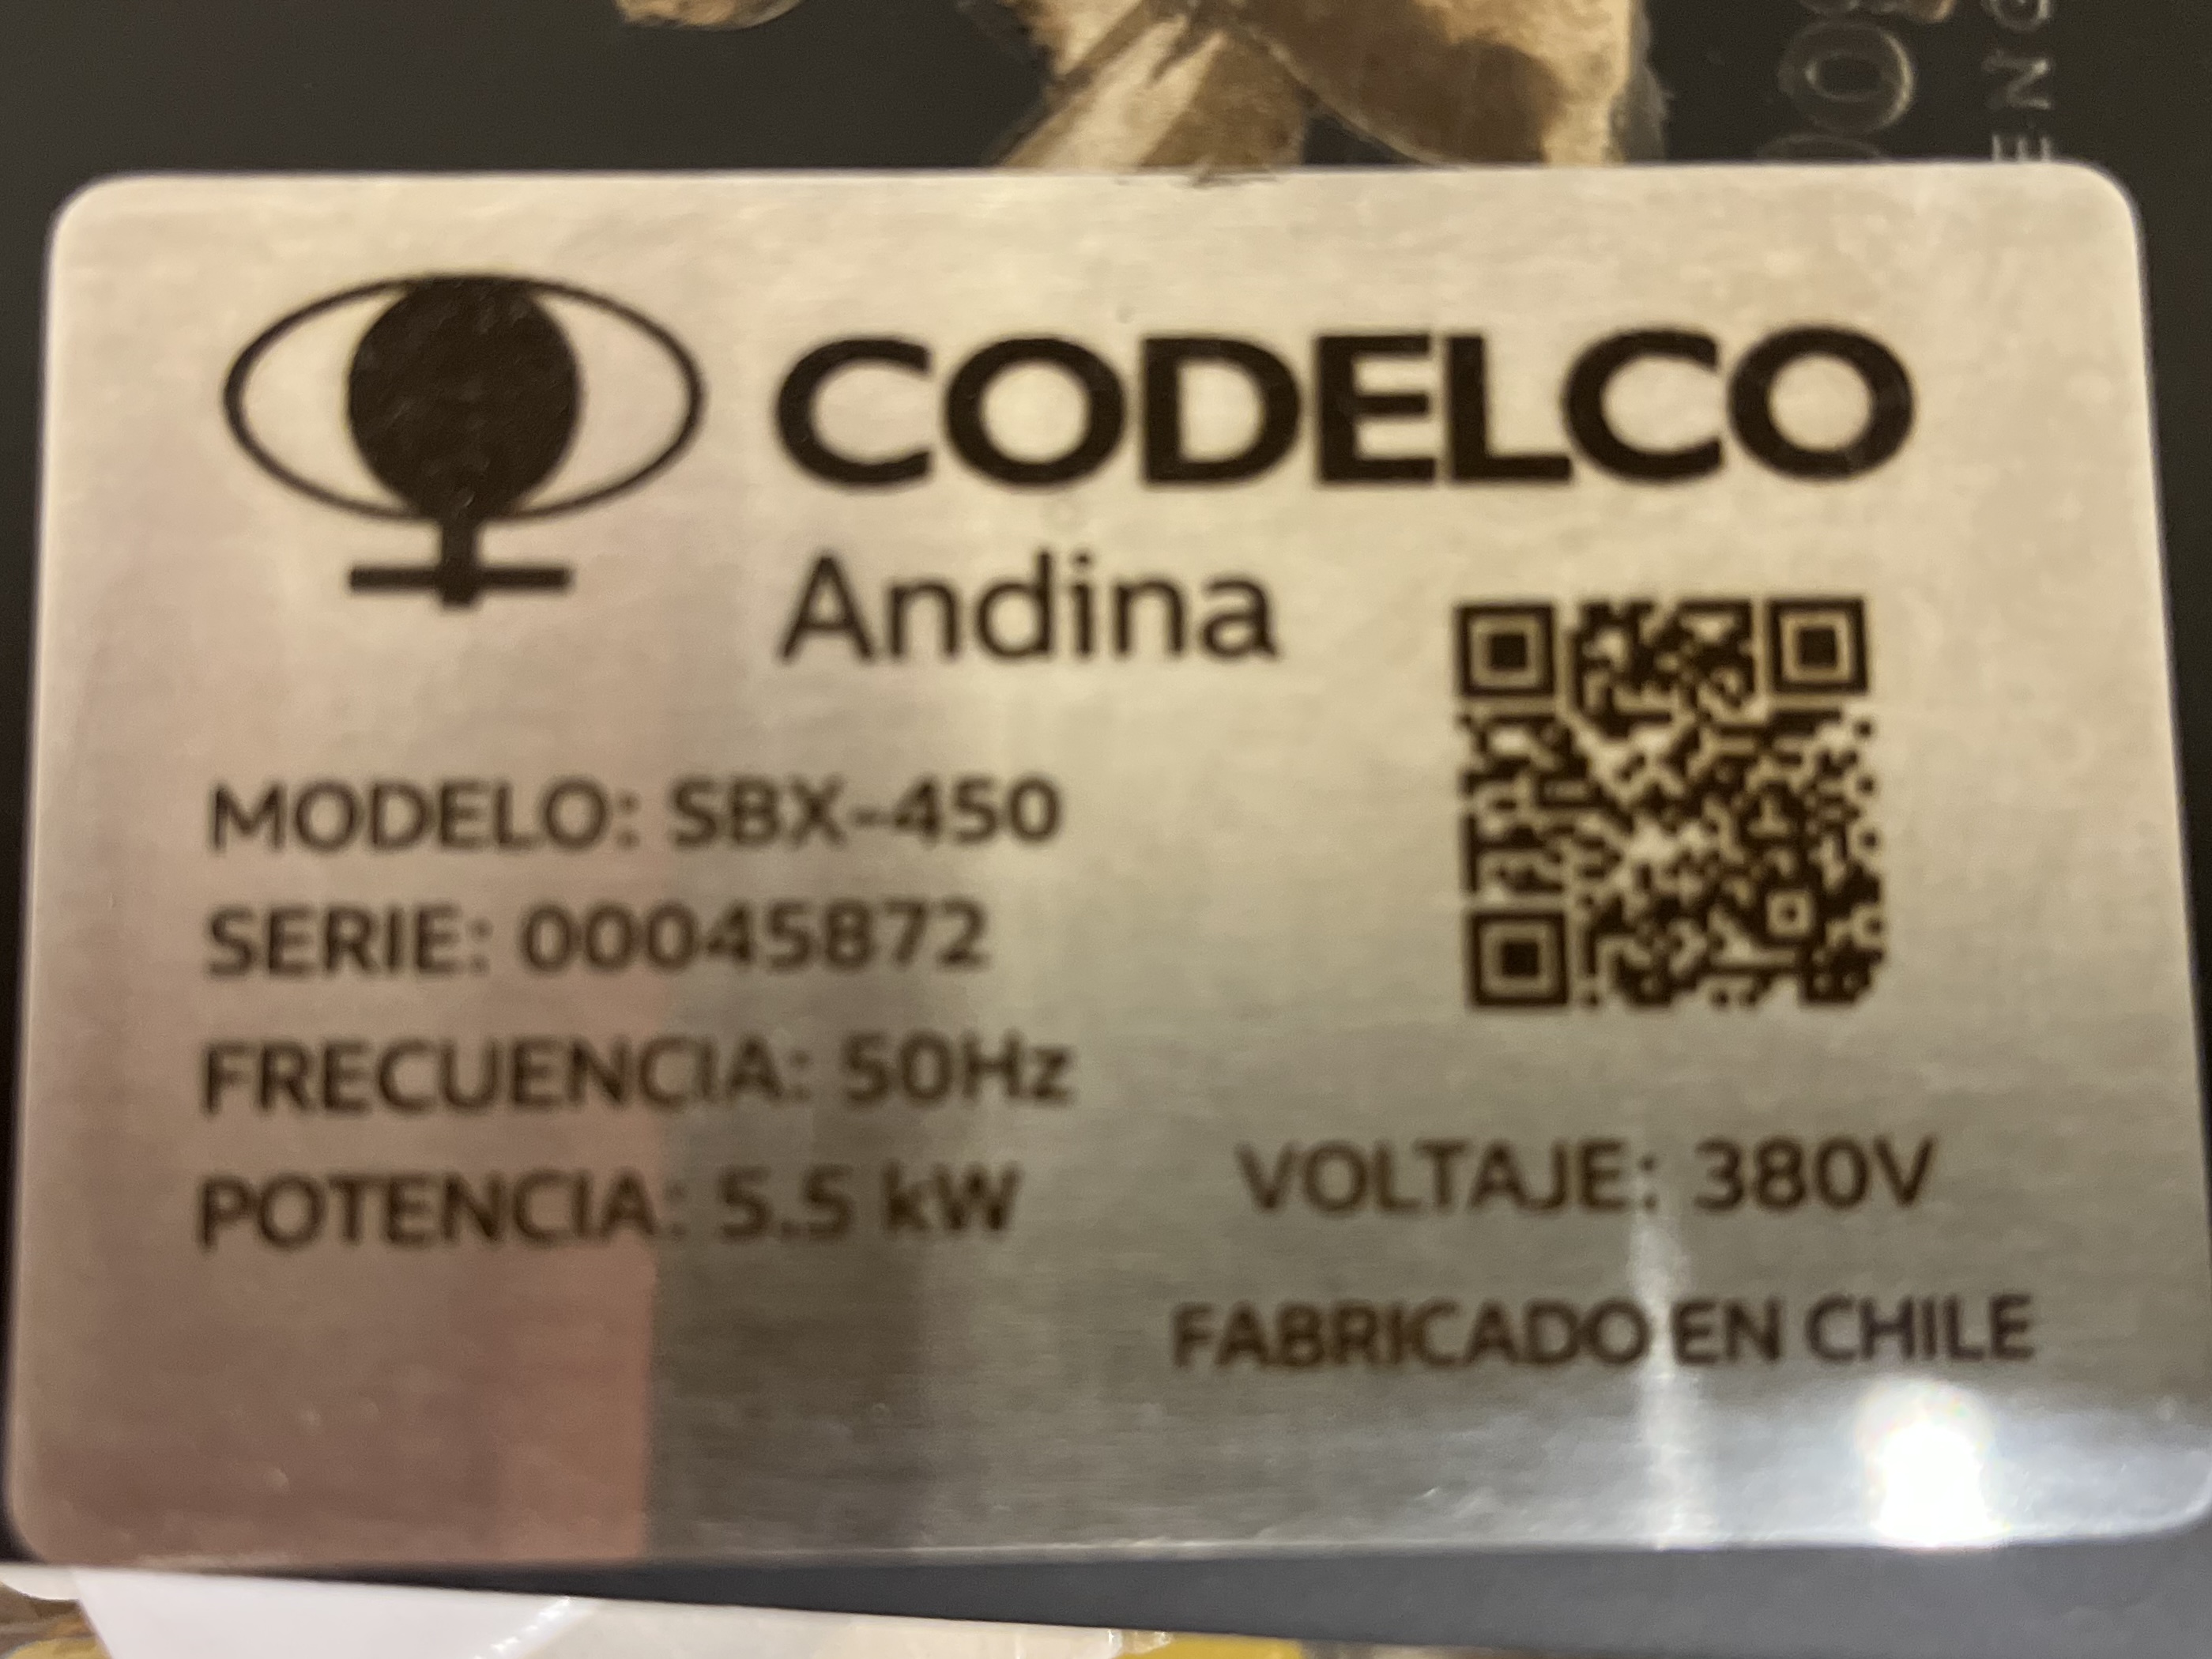 CODELCO
Andina
MODELO: SBX-450
SERIE: 00045872
FRECUENCIA: 50Hz
POTENCIA: 5.5 kW
VOLTAJE: 380V
FABRICADO EN CHILE